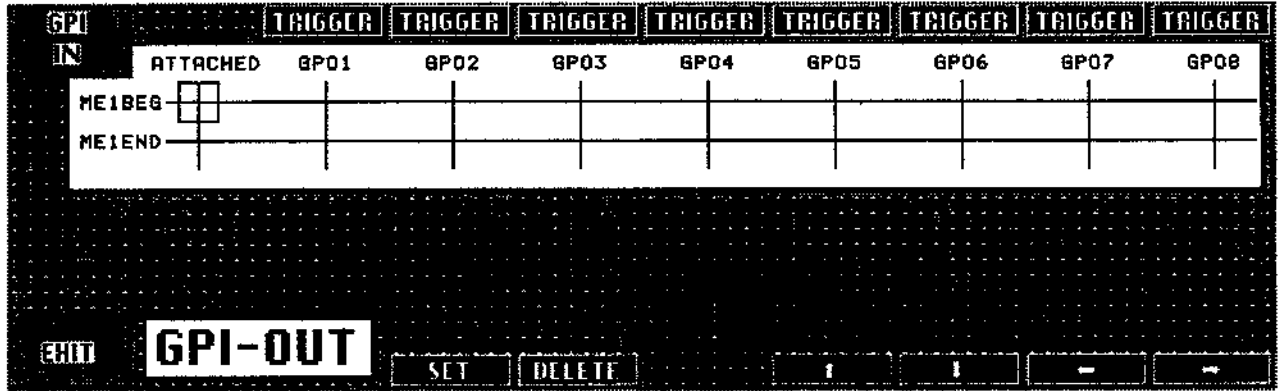 GPI TRIGGER TRIGGER TRIGGER TRIGGER TRIGGER TRIGGER TRIGGER TRIGGER
IN
ATTACHED GPO1 GPO2 GPO3 GPO4 GPO5 GPO6 GPO7 GPO8
ME1BEG
ME1END
EXIT GPI-OUT SET DELETE